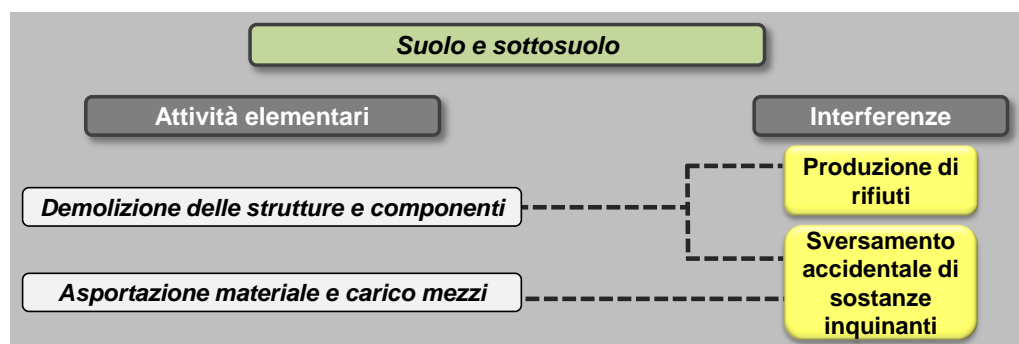 Suolo e sottosuolo
Attività elementari
Interferenze
Produzione di
rifiuti
Demolizione delle strutture e componenti
Sversamento
accidentale di
sostanze
inquinanti
Asportazione materiale e carico mezzi